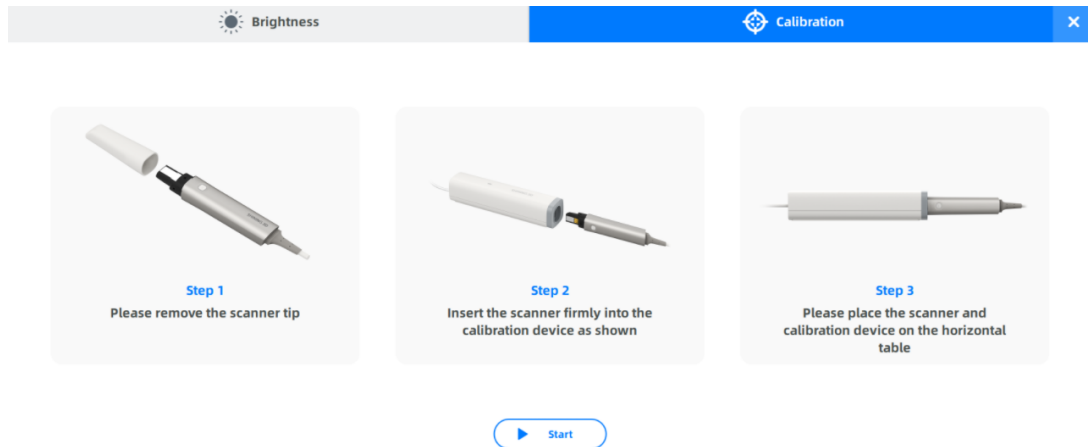 Brightness
Calibration
Step 1
Please remove the scanner tip
Step 2
Insert the scanner firmly into the
calibration device as shown
Step 3
Please place the scanner and
calibration device on the horizontal
table
Start